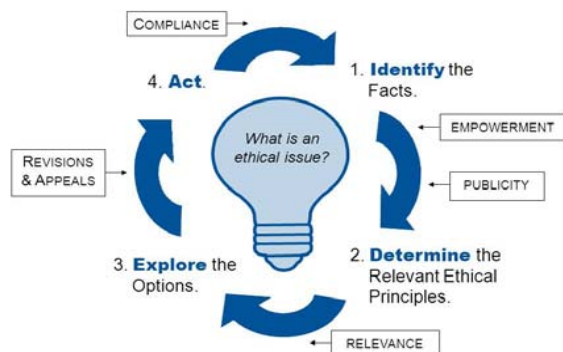 COMPLIANCE
4. Act.
1. Identify the
Facts.
What is an
ethical issue?
EMPOWERMENT
REVISIONS
& APPEALS
PUBLICITY
3. Explore the
Options.
2. Determine the
Relevant Ethical
Principles.
RELEVANCE